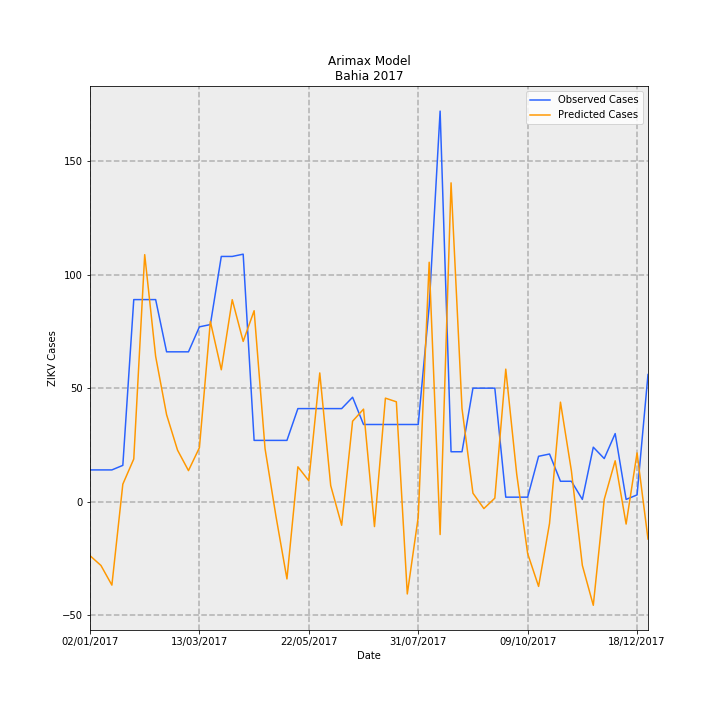 Arimax Model
Bahia 2017
Observed Cases
Predicted Cases
ZIKV Cases
150
100
50
0
−50
02/01/2017
13/03/2017
22/05/2017
31/07/2017
09/10/2017
18/12/2017
Date